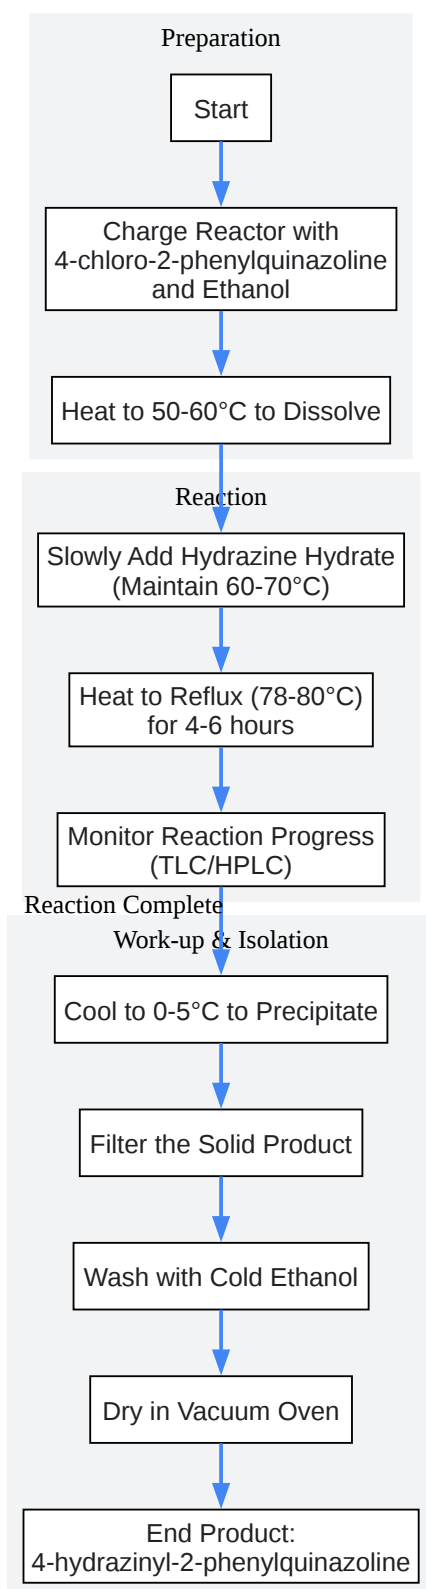 Preparation
Start
Charge Reactor with
4-chloro-2-phenylquinazoline
and Ethanol
Heat to 50-60°C to Dissolve
Reaction
Slowly Add Hydrazine Hydrate
(Maintain 60-70°C)
Heat to Reflux (78-80°C)
for 4-6 hours
Monitor Reaction Progress
(TLC/HPLC)
Reaction Complete
Work-up & Isolation
Cool to 0-5°C to Precipitate
Filter the Solid Product
Wash with Cold Ethanol
Dry in Vacuum Oven
End Product:
4-hydrazinyl-2-phenylquinazoline